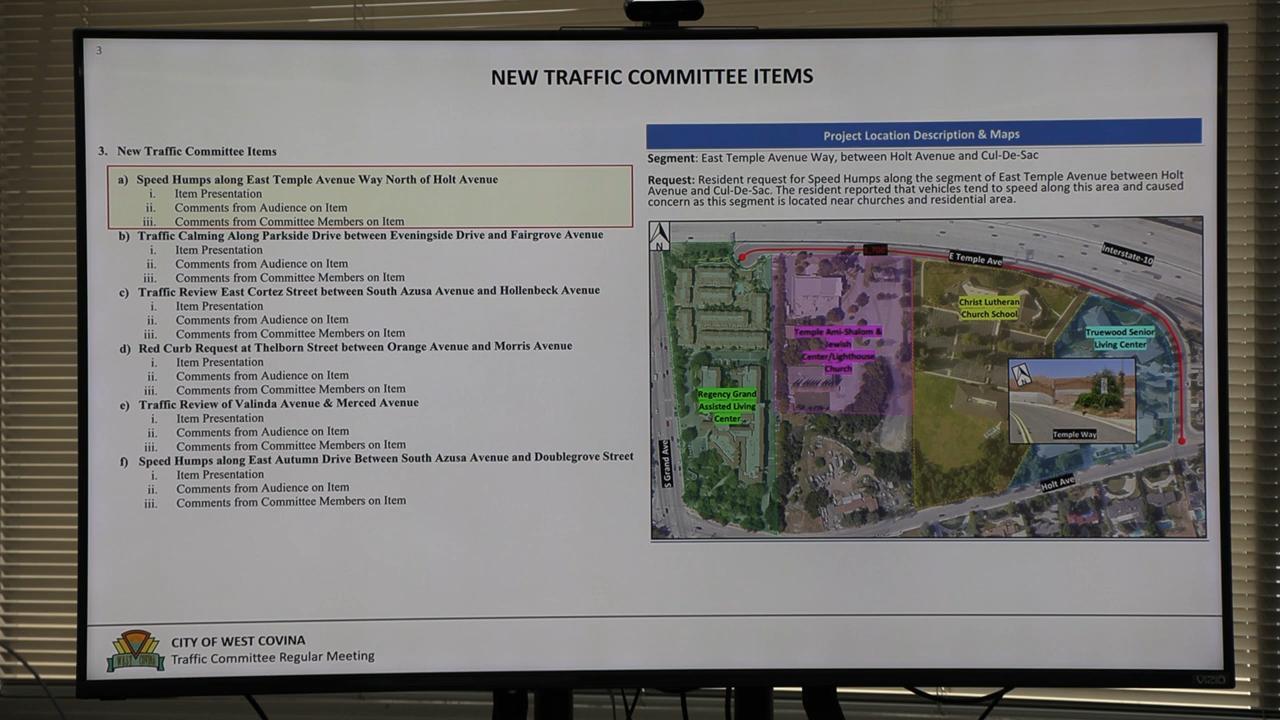 3
NEW TRAFFIC COMMITTEE ITEMS
3. New Traffic Committee Items
a) Speed Humps along East Temple Avenue Way North of Holt Avenue
i. Item Presentation
ii. Comments from Audience on Item
iii. Comments from Committee Members on Item
b) Traffic Calming Along Parkside Drive between Eveningside Drive and Fairgrove Avenue
i. Item Presentation
ii. Comments from Audience on Item
iii. Comments from Committee Members on Item
c) Traffic Review East Cortez Street between South Azusa Avenue and Hollenbeck Avenue
i. Item Presentation
ii. Comments from Audience on Item
iii. Comments from Committee Members on Item
d) Red Curb Request at Thelborn Street between Orange Avenue and Morris Avenue
i. Item Presentation
ii. Comments from Audience on Item
iii. Comments from Committee Members on Item
e) Traffic Review of Valinda Avenue & Merced Avenue
i. Item Presentation
ii. Comments from Audience on Item
iii. Comments from Committee Members on Item
f) Speed Humps along East Autumn Drive Between South Azusa Avenue and Doublegrove Street
i. Item Presentation
ii. Comments from Audience on Item
iii. Comments from Committee Members on Item
Project Location Description & Maps
Segment: East Temple Avenue Way, between Holt Avenue and Cul-De-Sac
Request: Resident request for Speed Humps along the segment of East Temple Avenue between Holt
Avenue and Cul-De-Sac. The resident reported that vehicles tend to speed along this area and caused
concern as this segment is located near churches and residential area.
N
E Temple Ave
Interstate-10
Christ Lutheran
Church School
Temple Ami-Shalom &
Jewish
Center/Lighthouse
Church
Truewood Senior
Living Center
Regency Grand
Assisted Living
Center
N
Temple Way
S Grand Ave
Holt Ave
WEST COVINA
CITY OF WEST COVINA
Traffic Committee Regular Meeting
VIZIO